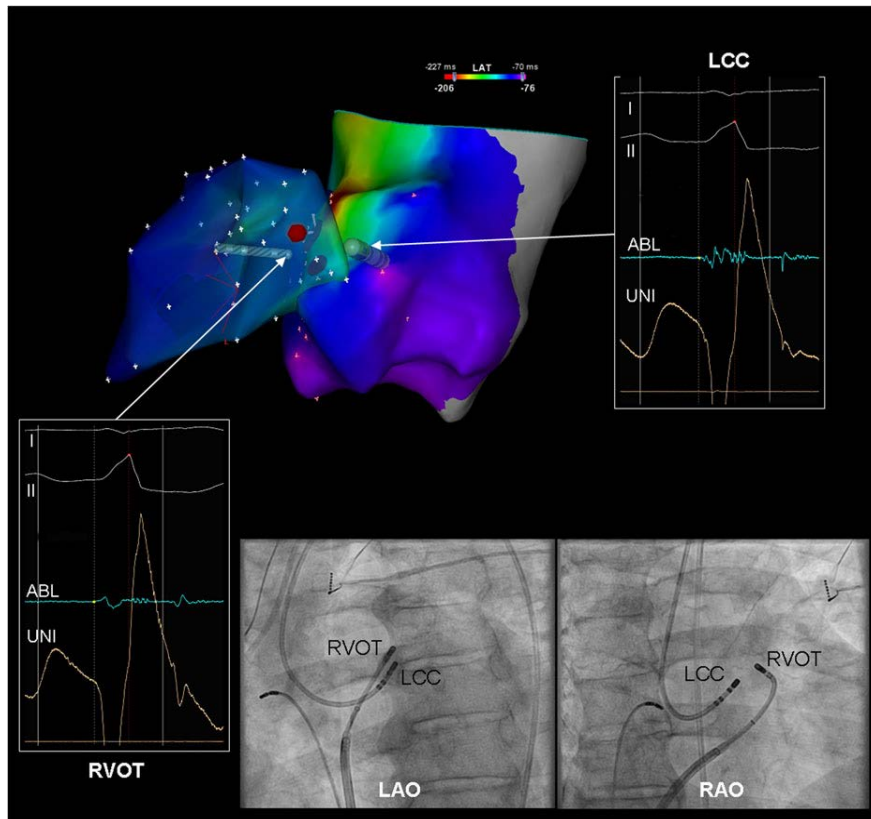 LCC
-227 ms LAT -70 ms
-206 -76
I
II
ABL
UNI
I
II
ABL
UNI
RVOT
RVOT
LCC
LAO
LCC
RVOT
RAO